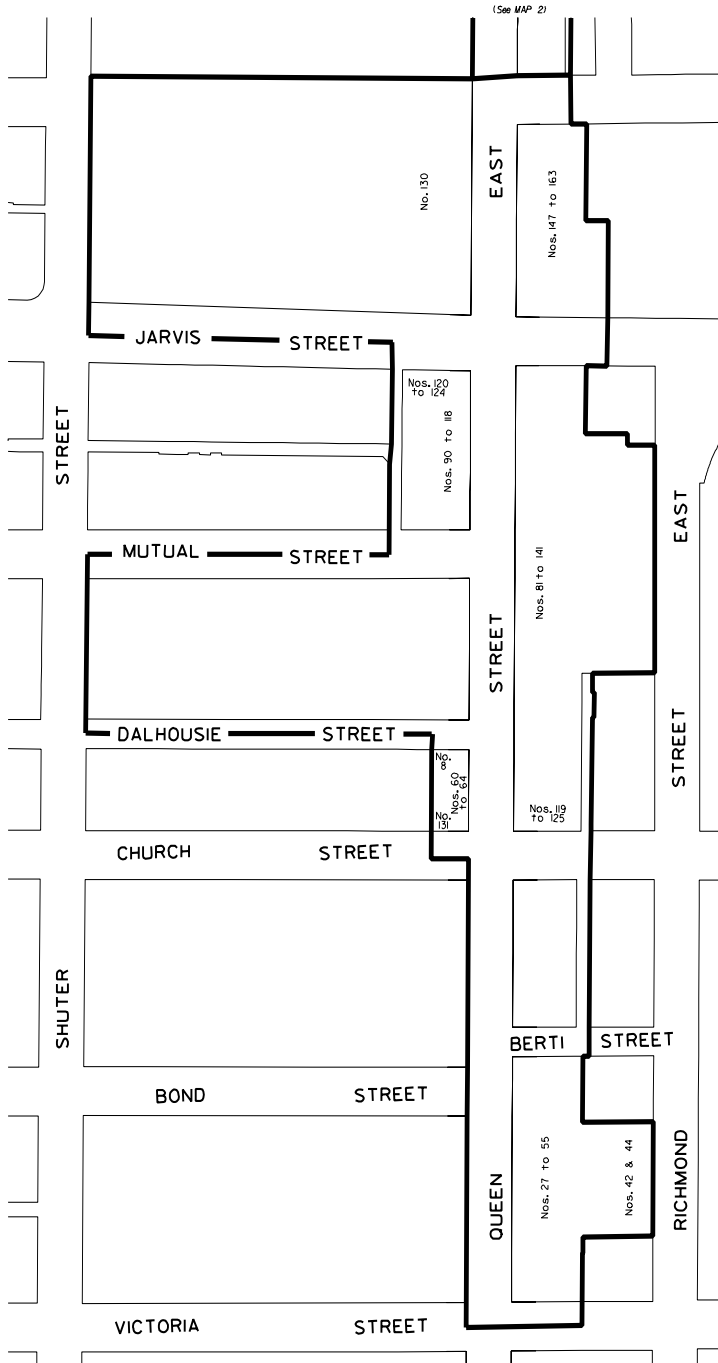 (See MAP 2)
EAST
No. 130
Nos. 147 to 163
JARVIS STREET
Nos. 120
to 124
Nos. 90 to 118
STREET
EAST
MUTUAL STREET
Nos. 81 to 141
STREET
STREET
DALHOUSIE STREET
No.
8
Nos. 60
to 64
No.
131
Nos. 119
to 125
CHURCH STREET
SHUTER
BERTI STREET
BOND STREET
Nos. 27 to 55
Nos. 42 & 44
QUEEN
RICHMOND
VICTORIA STREET